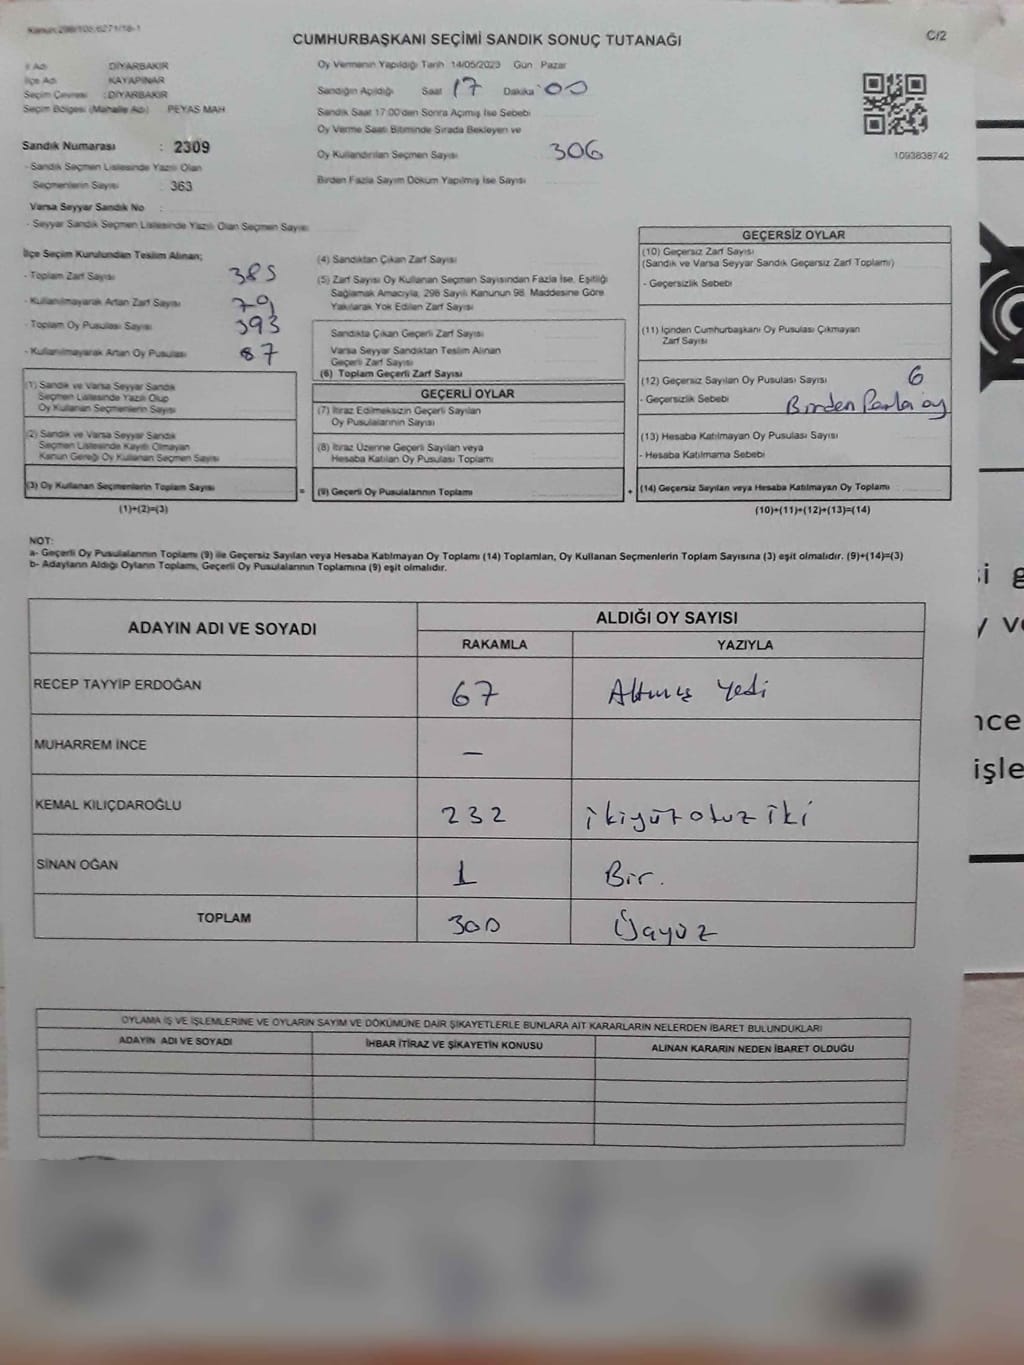 Kanun:298/105;6271/18-1
CUMHURBAŞKANI SEÇİMİ SANDIK SONUÇ TUTANAĞI
C/2
İl Adı : DİYARBAKIR
İlçe Adı : KAYAPINAR
Seçim Çevresi : DİYARBAKIR
Seçim Bölgesi (Mahalle Adı) : PEYAS MAH
Sandık Numarası : 2309
- Sandık Seçmen Listesinde Yazılı Olan
Seçmenlerin Sayısı : 363
Varsa Seyyar Sandık No :
- Seyyar Sandık Seçmen Listesinde Yazılı Olan Seçmen Sayısı
Oy Vermenin Yapıldığı Tarih 14/05/2023 Gün Pazar
Sandığın Açıldığı Saat 17 Dakika 00
Sandık Saat 17:00'den Sonra Açılmış İse Sebebi
Oy Verme Saati Bitiminde Sırada Bekleyen ve
Oy Kullandırılan Seçmen Sayısı 306
Birden Fazla Sayım Döküm Yapılmış İse Sayısı
1093838742
İlçe Seçim Kurulundan Teslim Alınan;
- Toplam Zarf Sayısı 385
- Kullanılmayarak Artan Zarf Sayısı 79
- Toplam Oy Pusulası Sayısı 393
- Kullanılmayarak Artan Oy Pusulası 87
(1) Sandık ve Varsa Seyyar Sandık
Seçmen Listesinde Yazılı Olup
Oy Kullanan Seçmenlerin Sayısı
(2) Sandık ve Varsa Seyyar Sandık
Seçmen Listesinde Kayıtlı Olmayan
Kanun Gereği Oy Kullanan Seçmen Sayısı
(3) Oy Kullanan Seçmenlerin Toplam Sayısı
(1)+(2)=(3)
(4) Sandıktan Çıkan Zarf Sayısı
(5) Zarf Sayısı Oy Kullanan Seçmen Sayısından Fazla İse, Eşitliği
Sağlamak Amacıyla, 298 Sayılı Kanunun 98. Maddesine Göre
Yakılarak Yok Edilen Zarf Sayısı
Sandıkta Çıkan Geçerli Zarf Sayısı
Varsa Seyyar Sandıktan Teslim Alınan
Geçerli Zarf Sayısı
(6) Toplam Geçerli Zarf Sayısı
GEÇERLİ OYLAR
(7) İtiraz Edilmeksizin Geçerli Sayılan
Oy Pusulalarının Sayısı
(8) İtiraz Üzerine Geçerli Sayılan veya
Hesaba Katılan Oy Pusulası Toplamı
= (9) Geçerli Oy Pusulalarının Toplamı +
GEÇERSİZ OYLAR
(10) Geçersiz Zarf Sayısı
(Sandık ve Varsa Seyyar Sandık Geçersiz Zarf Toplamı)
- Geçersizlik Sebebi
(11) İçinden Cumhurbaşkanı Oy Pusulası Çıkmayan
Zarf Sayısı
(12) Geçersiz Sayılan Oy Pusulası Sayısı 6
- Geçersizlik Sebebi Birden Fazla oy
(13) Hesaba Katılmayan Oy Pusulası Sayısı
- Hesaba Katılmama Sebebi
(14) Geçersiz Sayılan veya Hesaba Katılmayan Oy Toplamı
(10)+(11)+(12)+(13)=(14)
NOT:
a- Geçerli Oy Pusulalarının Toplamı (9) ile Geçersiz Sayılan veya Hesaba Katılmayan Oy Toplamı (14) Toplamları, Oy Kullanan Seçmenlerin Toplam Sayısına (3) eşit olmalıdır. (9)+(14)=(3)
b- Adayların Aldığı Oyların Toplamı, Geçerli Oy Pusulalarının Toplamına (9) eşit olmalıdır.
ADAYIN ADI VE SOYADI
ALDIĞI OY SAYISI
RAKAMLA YAZIYLA
RECEP TAYYİP ERDOĞAN 67 Altmış Yedi
MUHARREM İNCE —
KEMAL KILIÇDAROĞLU 232 ikiyüzotuz iki
SİNAN OĞAN 1 Bir.
TOPLAM 300 Üçyüz
OYLAMA İŞ VE İŞLEMLERİNE VE OYLARIN SAYIM VE DÖKÜMÜNE DAİR ŞİKAYETLERLE BUNLARA AİT KARARLARIN NELERDEN İBARET BULUNDUKLARI
ADAYIN ADI VE SOYADI
İHBAR İTİRAZ VE ŞİKAYETİN KONUSU
ALINAN KARARIN NEDEN İBARET OLDUĞU